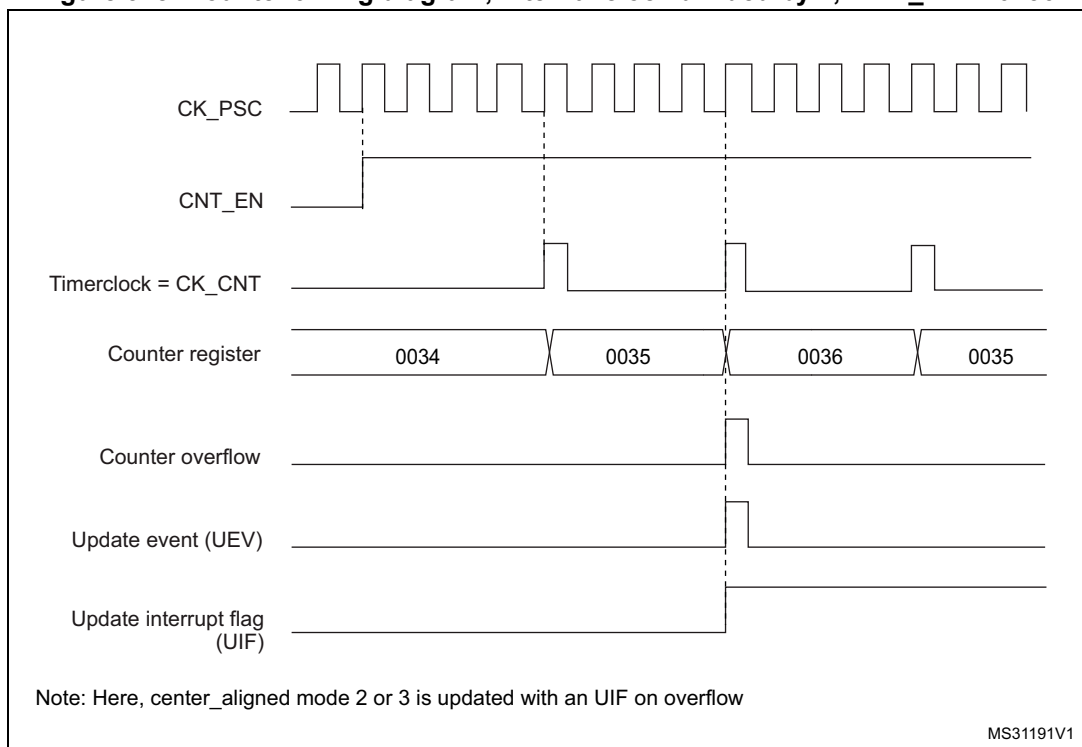 CK_PSC
CNT_EN
Timerclock = CK_CNT
Counter register
0034
0035
0036
0035
Counter overflow
Update event (UEV)
Update interrupt flag
(UIF)
Note: Here, center_aligned mode 2 or 3 is updated with an UIF on overflow
MS31191V1